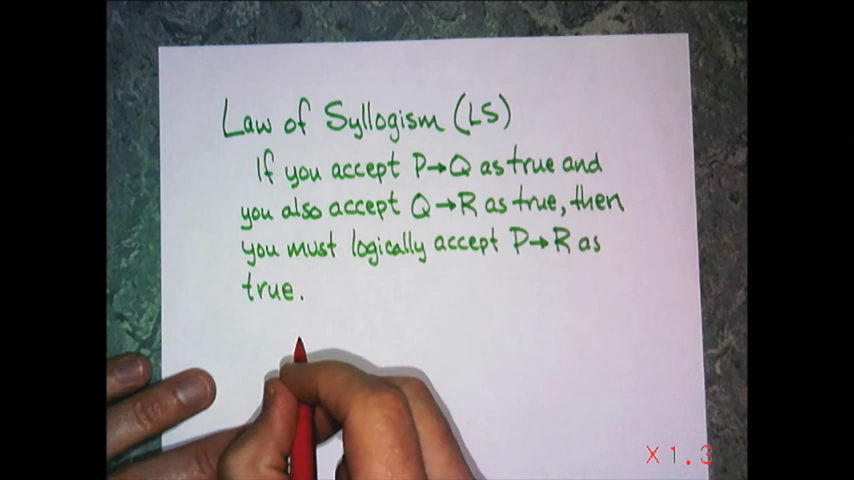 Law of Syllogism (LS)
If you accept P→Q as true and
you also accept Q→R as true, then
you must logically accept P→R as
true.
X1.3